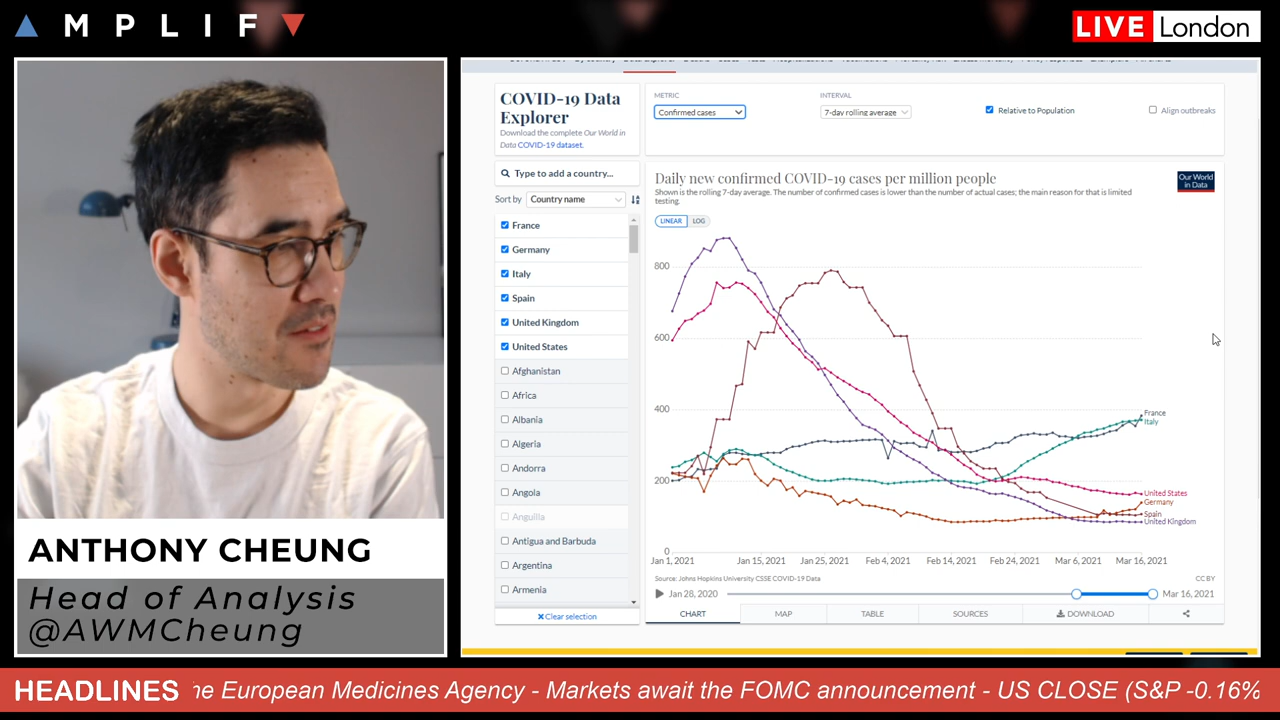 AMPLIFY
LIVE London
COVID-19 Data
Explorer
Download the complete Our World in
Data COVID-19 dataset.
METRIC
Confirmed cases
INTERVAL
7-day rolling average
Relative to Population
Align outbreaks
Type to add a country...
Sort by Country name
France
Germany
Italy
Spain
United Kingdom
United States
Afghanistan
Africa
Albania
Algeria
Andorra
Angola
Anguilla
Antigua and Barbuda
Argentina
Armenia
Clear selection
Daily new confirmed COVID-19 cases per million people
Shown is the rolling 7-day average. The number of confirmed cases is lower than the number of actual cases; the main reason for that is limited
testing.
Our World
in Data
LINEAR LOG
800
600
400
200
0
France
Italy
United States
Germany
Spain
United Kingdom
Jan 1, 2021 Jan 15, 2021 Jan 25, 2021 Feb 4, 2021 Feb 14, 2021 Feb 24, 2021 Mar 6, 2021 Mar 16, 2021
Source: Johns Hopkins University CSSE COVID-19 Data
CC BY
Jan 28, 2020 Mar 16, 2021
CHART MAP TABLE SOURCES DOWNLOAD
ANTHONY CHEUNG
Head of Analysis
@AWMCheung
HEADLINES he European Medicines Agency - Markets await the FOMC announcement - US CLOSE (S&P -0.16%